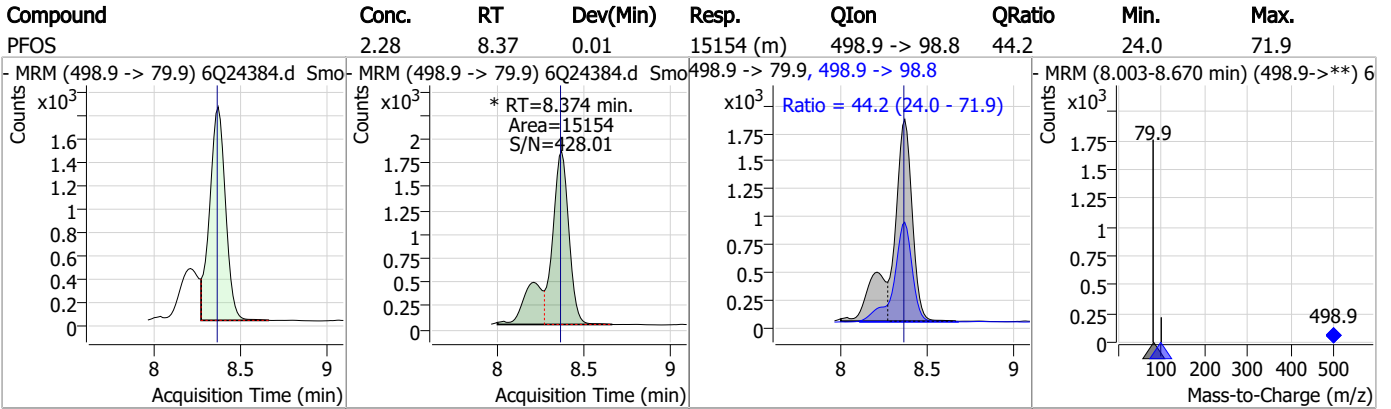 Compound Conc. RT Dev(Min) Resp. QIon QRatio Min. Max.
PFOS 2.28 8.37 0.01 15154 (m) 498.9 -> 98.8 44.2 24.0 71.9
- MRM (498.9 -> 79.9) 6Q24384.d Smo
Counts
x10³
1.6
1.4
1.2
1
0.8
0.6
0.4
0.2
0
8 8.5 9
Acquisition Time (min)
- MRM (498.9 -> 79.9) 6Q24384.d Smo
Counts
x10³
* RT=8.374 min.
Area=15154
S/N=428.01
2
1.75
1.5
1.25
1
0.75
0.5
0.25
0
8 8.5 9
Acquisition Time (min)
498.9 -> 79.9, 498.9 -> 98.8
Counts
x10³
Ratio = 44.2 (24.0 - 71.9)
1.75
1.5
1.25
1
0.75
0.5
0.25
0
8 8.5 9
Acquisition Time (min)
- MRM (8.003-8.670 min) (498.9->**) 6
Counts
x10³
79.9
1.75
1.5
1.25
1
0.75
0.5
0.25
0
498.9
100 200 300 400 500
Mass-to-Charge (m/z)